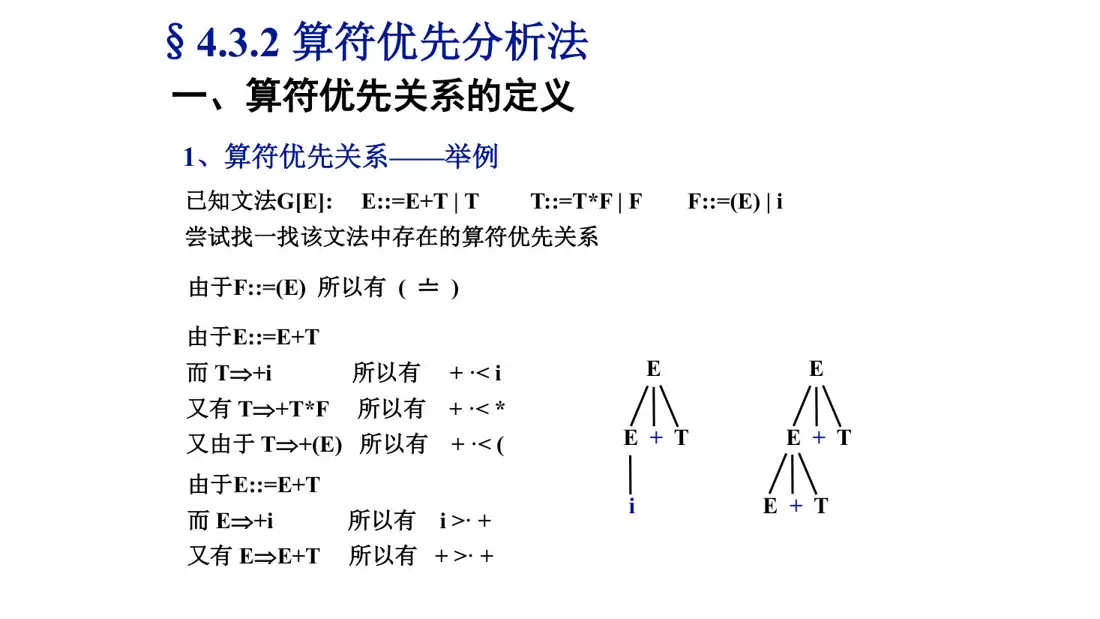 § 4.3.2 算符优先分析法
一、算符优先关系的定义
1、算符优先关系——举例
已知文法G[E]: E::=E+T | T T::=T*F | F F::=(E) | i
尝试找一找该文法中存在的算符优先关系
由于F::=(E) 所以有 ( ≐ )
由于E::=E+T
而 T⇒+i 所以有 + ·< i
又有 T⇒+T*F 所以有 + ·< *
又由于 T⇒+(E) 所以有 + ·< (
由于E::=E+T
而 E⇒+i 所以有 i >· +
又有 E⇒E+T 所以有 + >· +
E
E + T
i
E
E + T
E + T